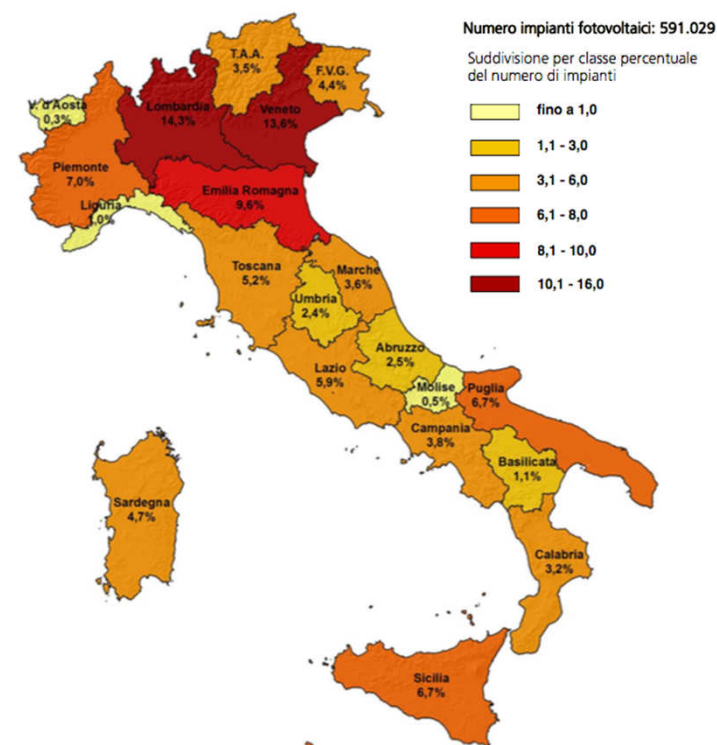 Numero impianti fotovoltaici: 591.029
Suddivisione per classe percentuale
del numero di impianti
fino a 1,0
1,1 - 3,0
3,1 - 6,0
6,1 - 8,0
8,1 - 10,0
10,1 - 16,0
T.A.A.
3,5%
F.V.G.
4,4%
V. d'Aosta
0,3%
Lombardia
14,3%
Veneto
13,6%
Piemonte
7,0%
Emilia Romagna
9,6%
Liguria
1,0%
Toscana
5,2%
Marche
3,6%
Umbria
2,4%
Abruzzo
2,5%
Lazio
5,9%
Molise
0,5%
Puglia
6,7%
Campania
3,8%
Basilicata
1,1%
Sardegna
4,7%
Calabria
3,2%
Sicilia
6,7%